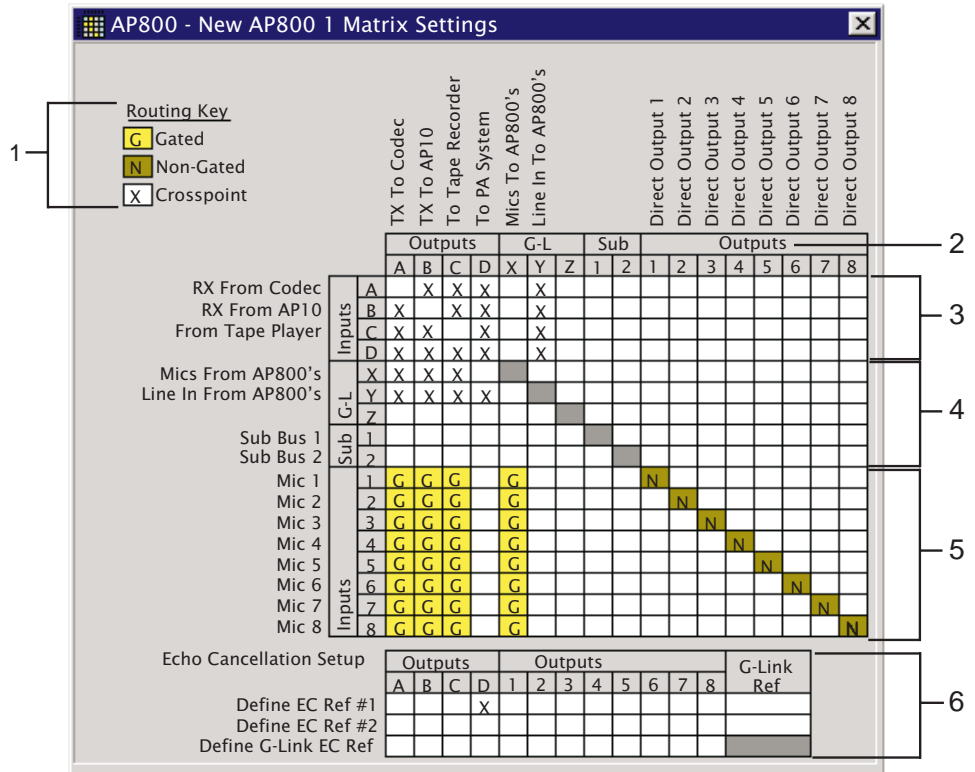 AP800 - New AP800 1 Matrix Settings
1
Routing Key
G Gated
N Non-Gated
X Crosspoint
TX To Codec
TX To AP10
To Tape Recorder
To PA System
Mics To AP800's
Line In To AP800's
Direct Output 1
Direct Output 2
Direct Output 3
Direct Output 4
Direct Output 5
Direct Output 6
Direct Output 7
Direct Output 8
Outputs G-L Sub Outputs 2
A B C D X Y Z 1 2 1 2 3 4 5 6 7 8
Inputs
RX From Codec A X X X X
RX From AP10 B X X X X
3
From Tape Player C X X X X
D X X X X X
G-L
Mics From AP800's X X X X
Line In From AP800's Y X X X X
4
Z
Sub
Sub Bus 1 1
Sub Bus 2 2
Inputs
Mic 1 1 G G G G N
Mic 2 2 G G G G N
Mic 3 3 G G G G N
Mic 4 4 G G G G N
5
Mic 5 5 G G G G N
Mic 6 6 G G G G N
Mic 7 7 G G G G N
Mic 8 8 G G G G N
Echo Cancellation Setup Outputs Outputs G-Link Ref
A B C D 1 2 3 4 5 6 7 8
6
Define EC Ref #1 X
Define EC Ref #2
Define G-Link EC Ref